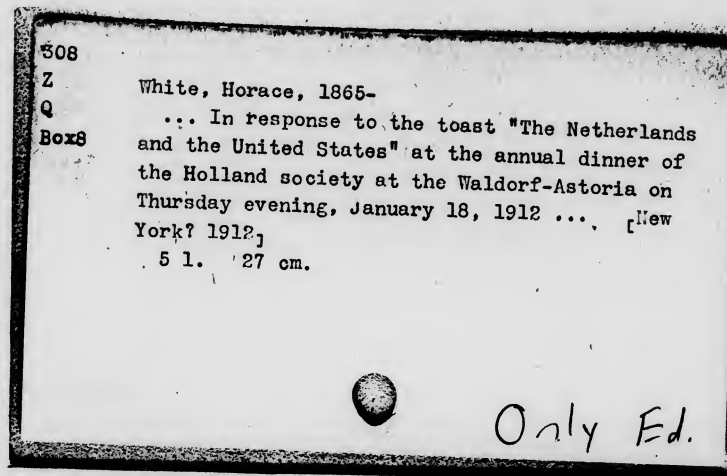 308
Z
Q
Box8
White, Horace, 1865-
... In response to the toast "The Netherlands
and the United States" at the annual dinner of
the Holland society at the Waldorf-Astoria on
Thursday evening, January 18, 1912 ... [New
York? 1912]
5 l. 27 cm.
Only Ed.